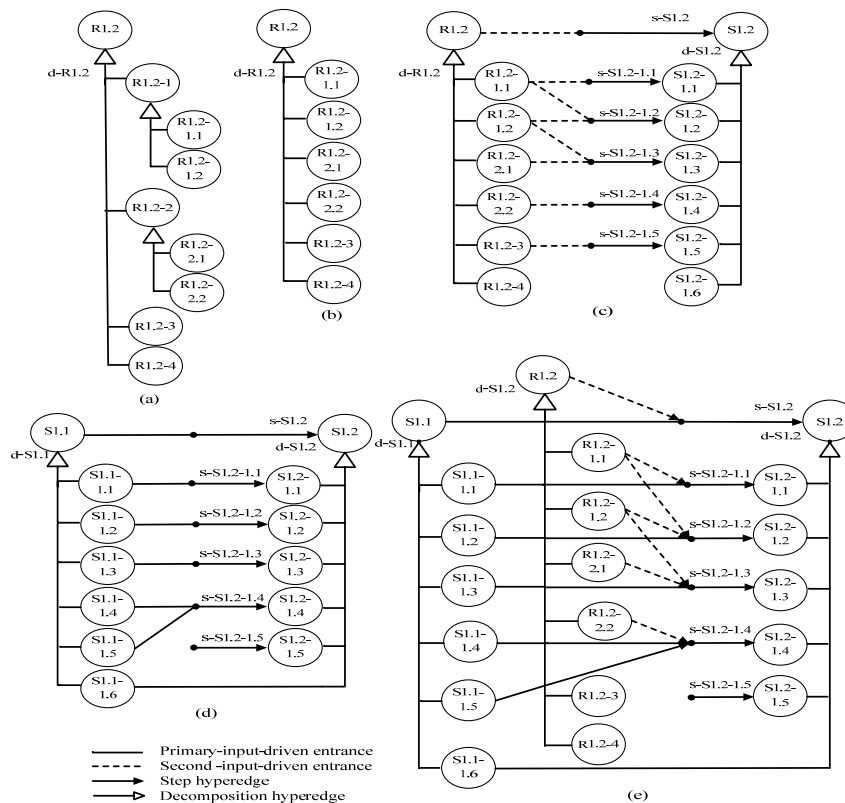 R1.2
d-R1.2
R1.2-1
R1.2-
1.1
R1.2-
1.2
R1.2-2
R1.2-
2.1
R1.2-
2.2
R1.2-3
R1.2-4
(a)
R1.2
d-R1.2
R1.2-
1.1
R1.2-
1.2
R1.2-
2.1
R1.2-
2.2
R1.2-3
R1.2-4
(b)
R1.2
s-S1.2
S1.2
d-R1.2
d-S1.2
R1.2-
1.1
s-S1.2-1.1
S1.2-
1.1
R1.2-
1.2
s-S1.2-1.2
S1.2-
1.2
R1.2-
2.1
s-S1.2-1.3
S1.2-
1.3
R1.2-
2.2
s-S1.2-1.4
S1.2-
1.4
R1.2-3
s-S1.2-1.5
S1.2-
1.5
R1.2-4
S1.2-
1.6
(c)
S1.1
s-S1.2
S1.2
d-S1.1
d-S1.2
S1.1-
1.1
s-S1.2-1.1
S1.2-
1.1
S1.1-
1.2
s-S1.2-1.2
S1.2-
1.2
S1.1-
1.3
s-S1.2-1.3
S1.2-
1.3
S1.1-
1.4
s-S1.2-1.4
S1.2-
1.4
S1.1-
1.5
s-S1.2-1.5
S1.2-
1.5
S1.1-
1.6
(d)
R1.2
d-S1.2
S1.1
s-S1.2
S1.2
d-S1.1
d-S1.2
R1.2-
1.1
S1.1-
1.1
s-S1.2-1.1
S1.2-
1.1
R1.2-
1.2
S1.1-
1.2
s-S1.2-1.2
S1.2-
1.2
R1.2-
2.1
S1.1-
1.3
s-S1.2-1.3
S1.2-
1.3
R1.2-
2.2
S1.1-
1.4
s-S1.2-1.4
S1.2-
1.4
S1.1-
1.5
R1.2-3
s-S1.2-1.5
S1.2-
1.5
R1.2-4
S1.1-
1.6
(e)
Primary-input-driven entrance
Second -input-driven entrance
Step hyperedge
Decomposition hyperedge